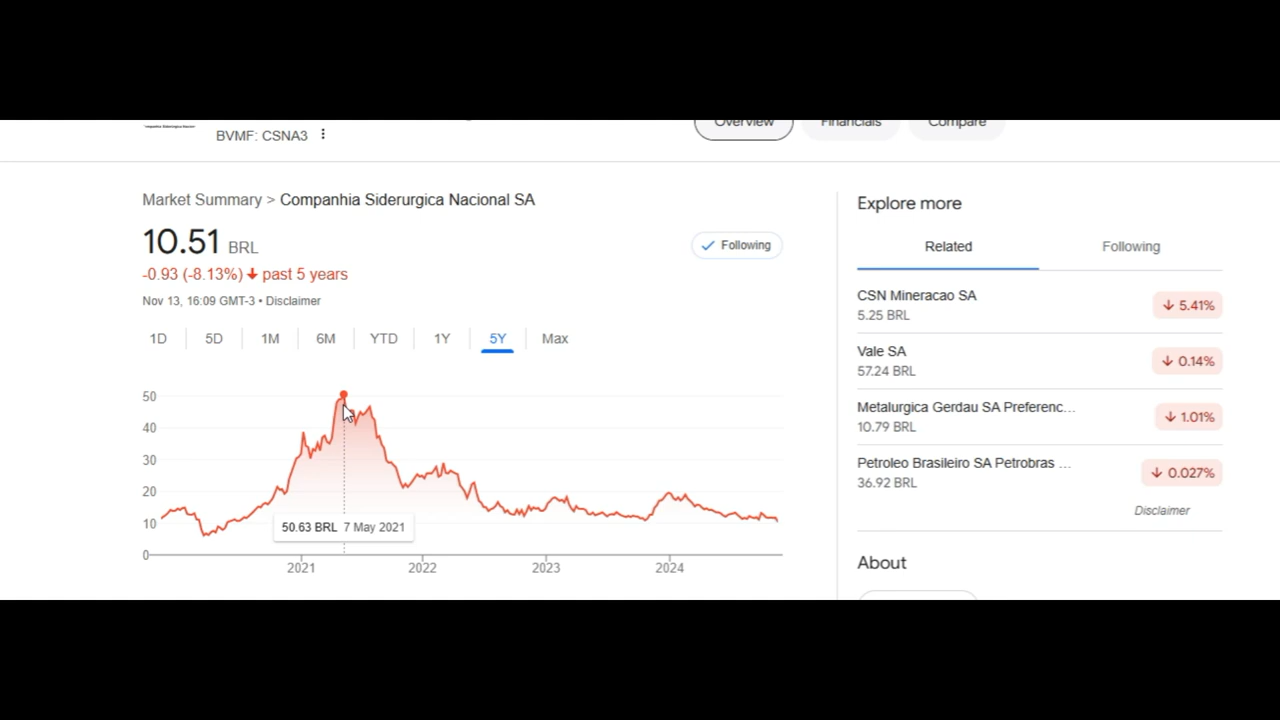 Overview
Financials
Compare
BVMF: CSNA3
Market Summary > Companhia Siderurgica Nacional SA
10.51 BRL
Following
-0.93 (-8.13%) past 5 years
Nov 13, 16:09 GMT-3 • Disclaimer
1D 5D 1M 6M YTD 1Y 5Y Max
50
40
30
20
10
0
50.63 BRL 7 May 2021
2021 2022 2023 2024
Explore more
Related Following
CSN Mineracao SA
5.25 BRL
5.41%
Vale SA
57.24 BRL
0.14%
Metalurgica Gerdau SA Preferenc...
10.79 BRL
1.01%
Petroleo Brasileiro SA Petrobras ...
36.92 BRL
0.027%
Disclaimer
About